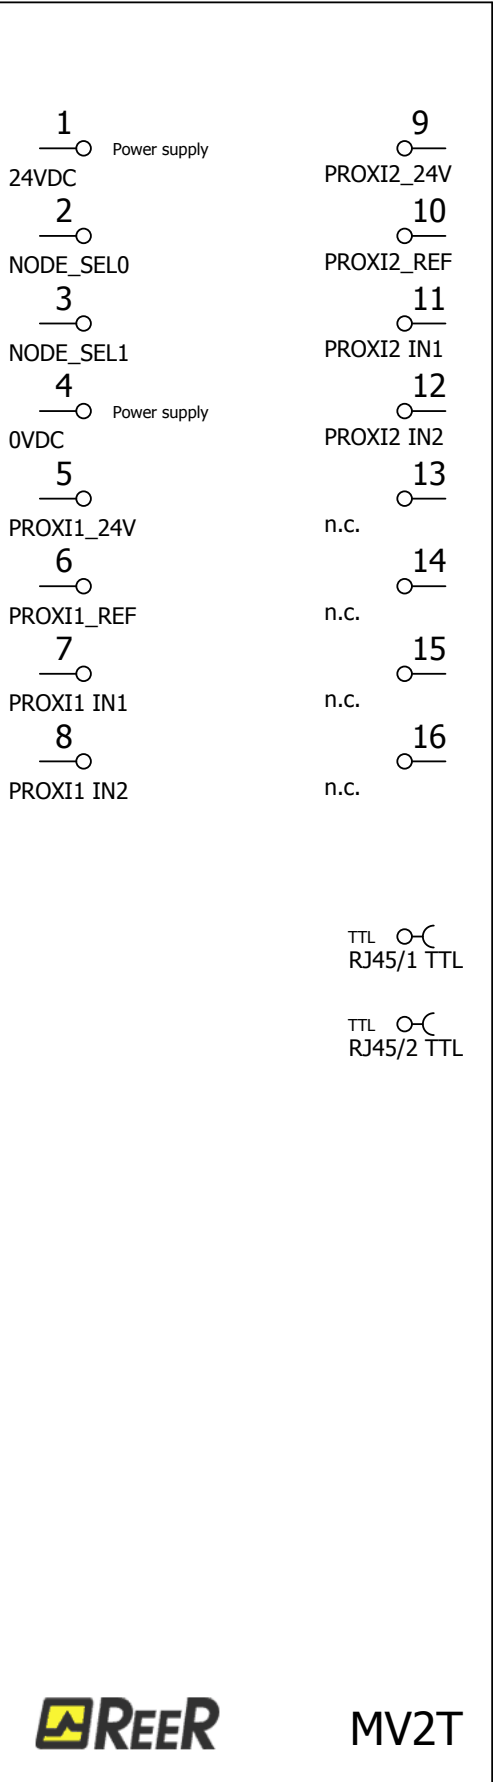 1 9
Power supply
24VDC PROXI2_24V
2 10
NODE_SEL0 PROXI2_REF
3 11
NODE_SEL1 PROXI2 IN1
4 12
Power supply
0VDC PROXI2 IN2
5 13
PROXI1_24V n.c.
6 14
PROXI1_REF n.c.
7 15
PROXI1 IN1 n.c.
8 16
PROXI1 IN2 n.c.
TTL
RJ45/1 TTL
TTL
RJ45/2 TTL
REER MV2T